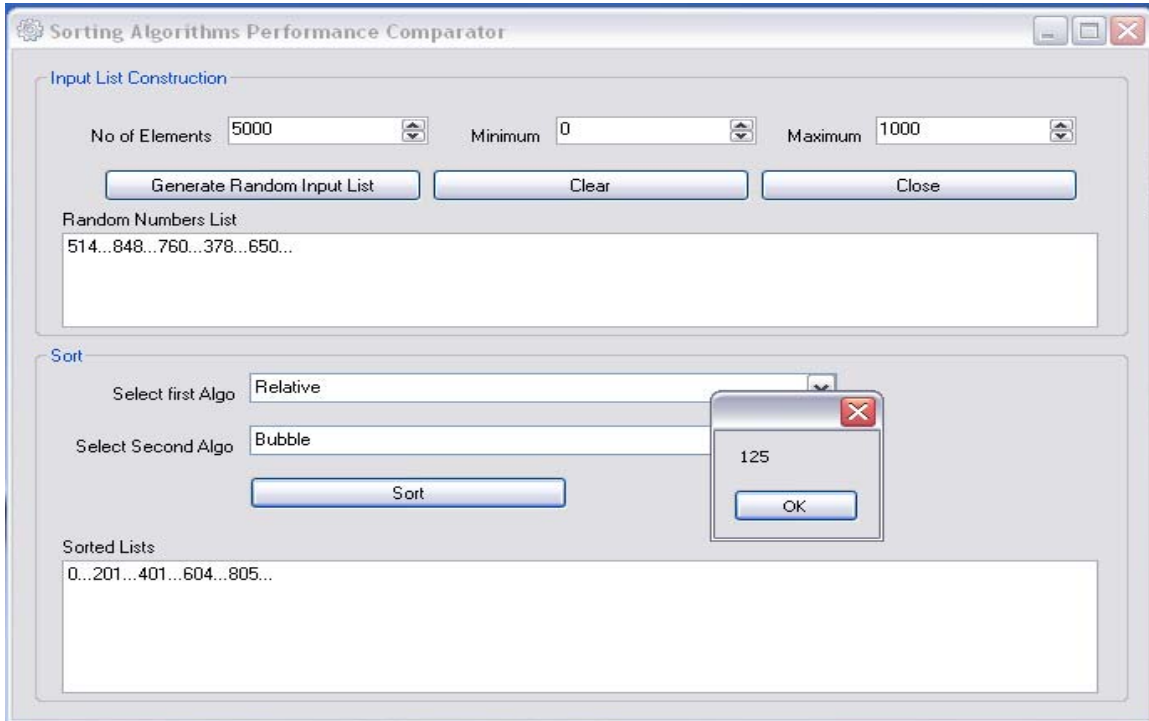 Sorting Algorithms Performance Comparator
Input List Construction
No of Elements 5000 Minimum 0 Maximum 1000
Generate Random Input List Clear Close
Random Numbers List
514...848...760...378...650...
Sort
Select first Algo Relative
Select Second Algo Bubble
125
Sort
OK
Sorted Lists
0...201...401...604...805...